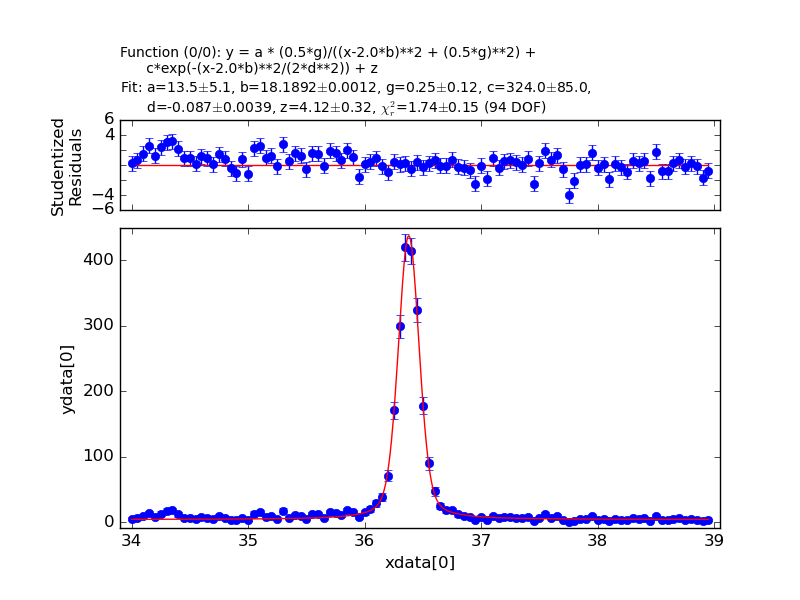 Function (0/0): y = a * (0.5*g)/((x-2.0*b)**2 + (0.5*g)**2) +
c*exp(-(x-2.0*b)**2/(2*d**2)) + z
Fit: a=13.5±5.1, b=18.1892±0.0012, g=0.25±0.12, c=324.0±85.0,
d=-0.087±0.0039, z=4.12±0.32, χ²ᵣ=1.74±0.15 (94 DOF)
Studentized
Residuals
6
4
−4
−6
ydata[0]
400
300
200
100
0
34 35 36 37 38 39
xdata[0]